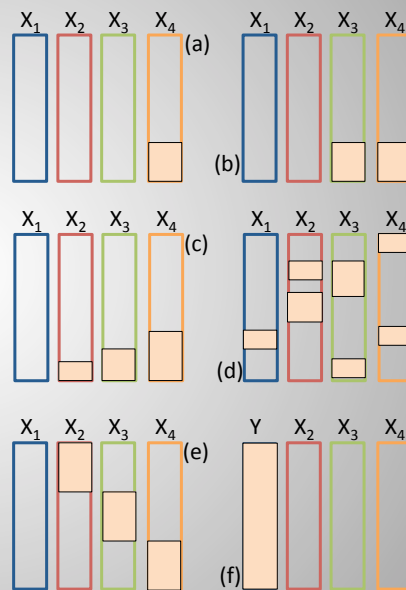 X1 X2 X3 X4
(a)
X1 X2 X3 X4
(b)
X1 X2 X3 X4
(c)
X1 X2 X3 X4
(d)
X1 X2 X3 X4
(e)
Y X2 X3 X4
(f)